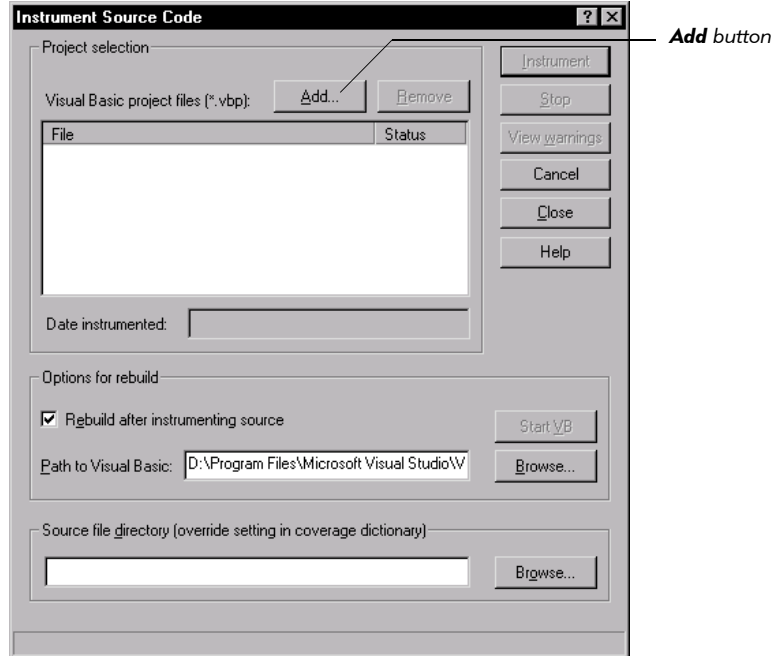 Instrument Source Code
Add button
Project selection
Visual Basic project files (*.vbp):
Add...
Remove
File
Status
Date instrumented:
Instrument
Stop
View warnings
Cancel
Close
Help
Options for rebuild
Rebuild after instrumenting source
Start VB
Path to Visual Basic:
D:\Program Files\Microsoft Visual Studio\V
Browse...
Source file directory (override setting in coverage dictionary)
Browse...